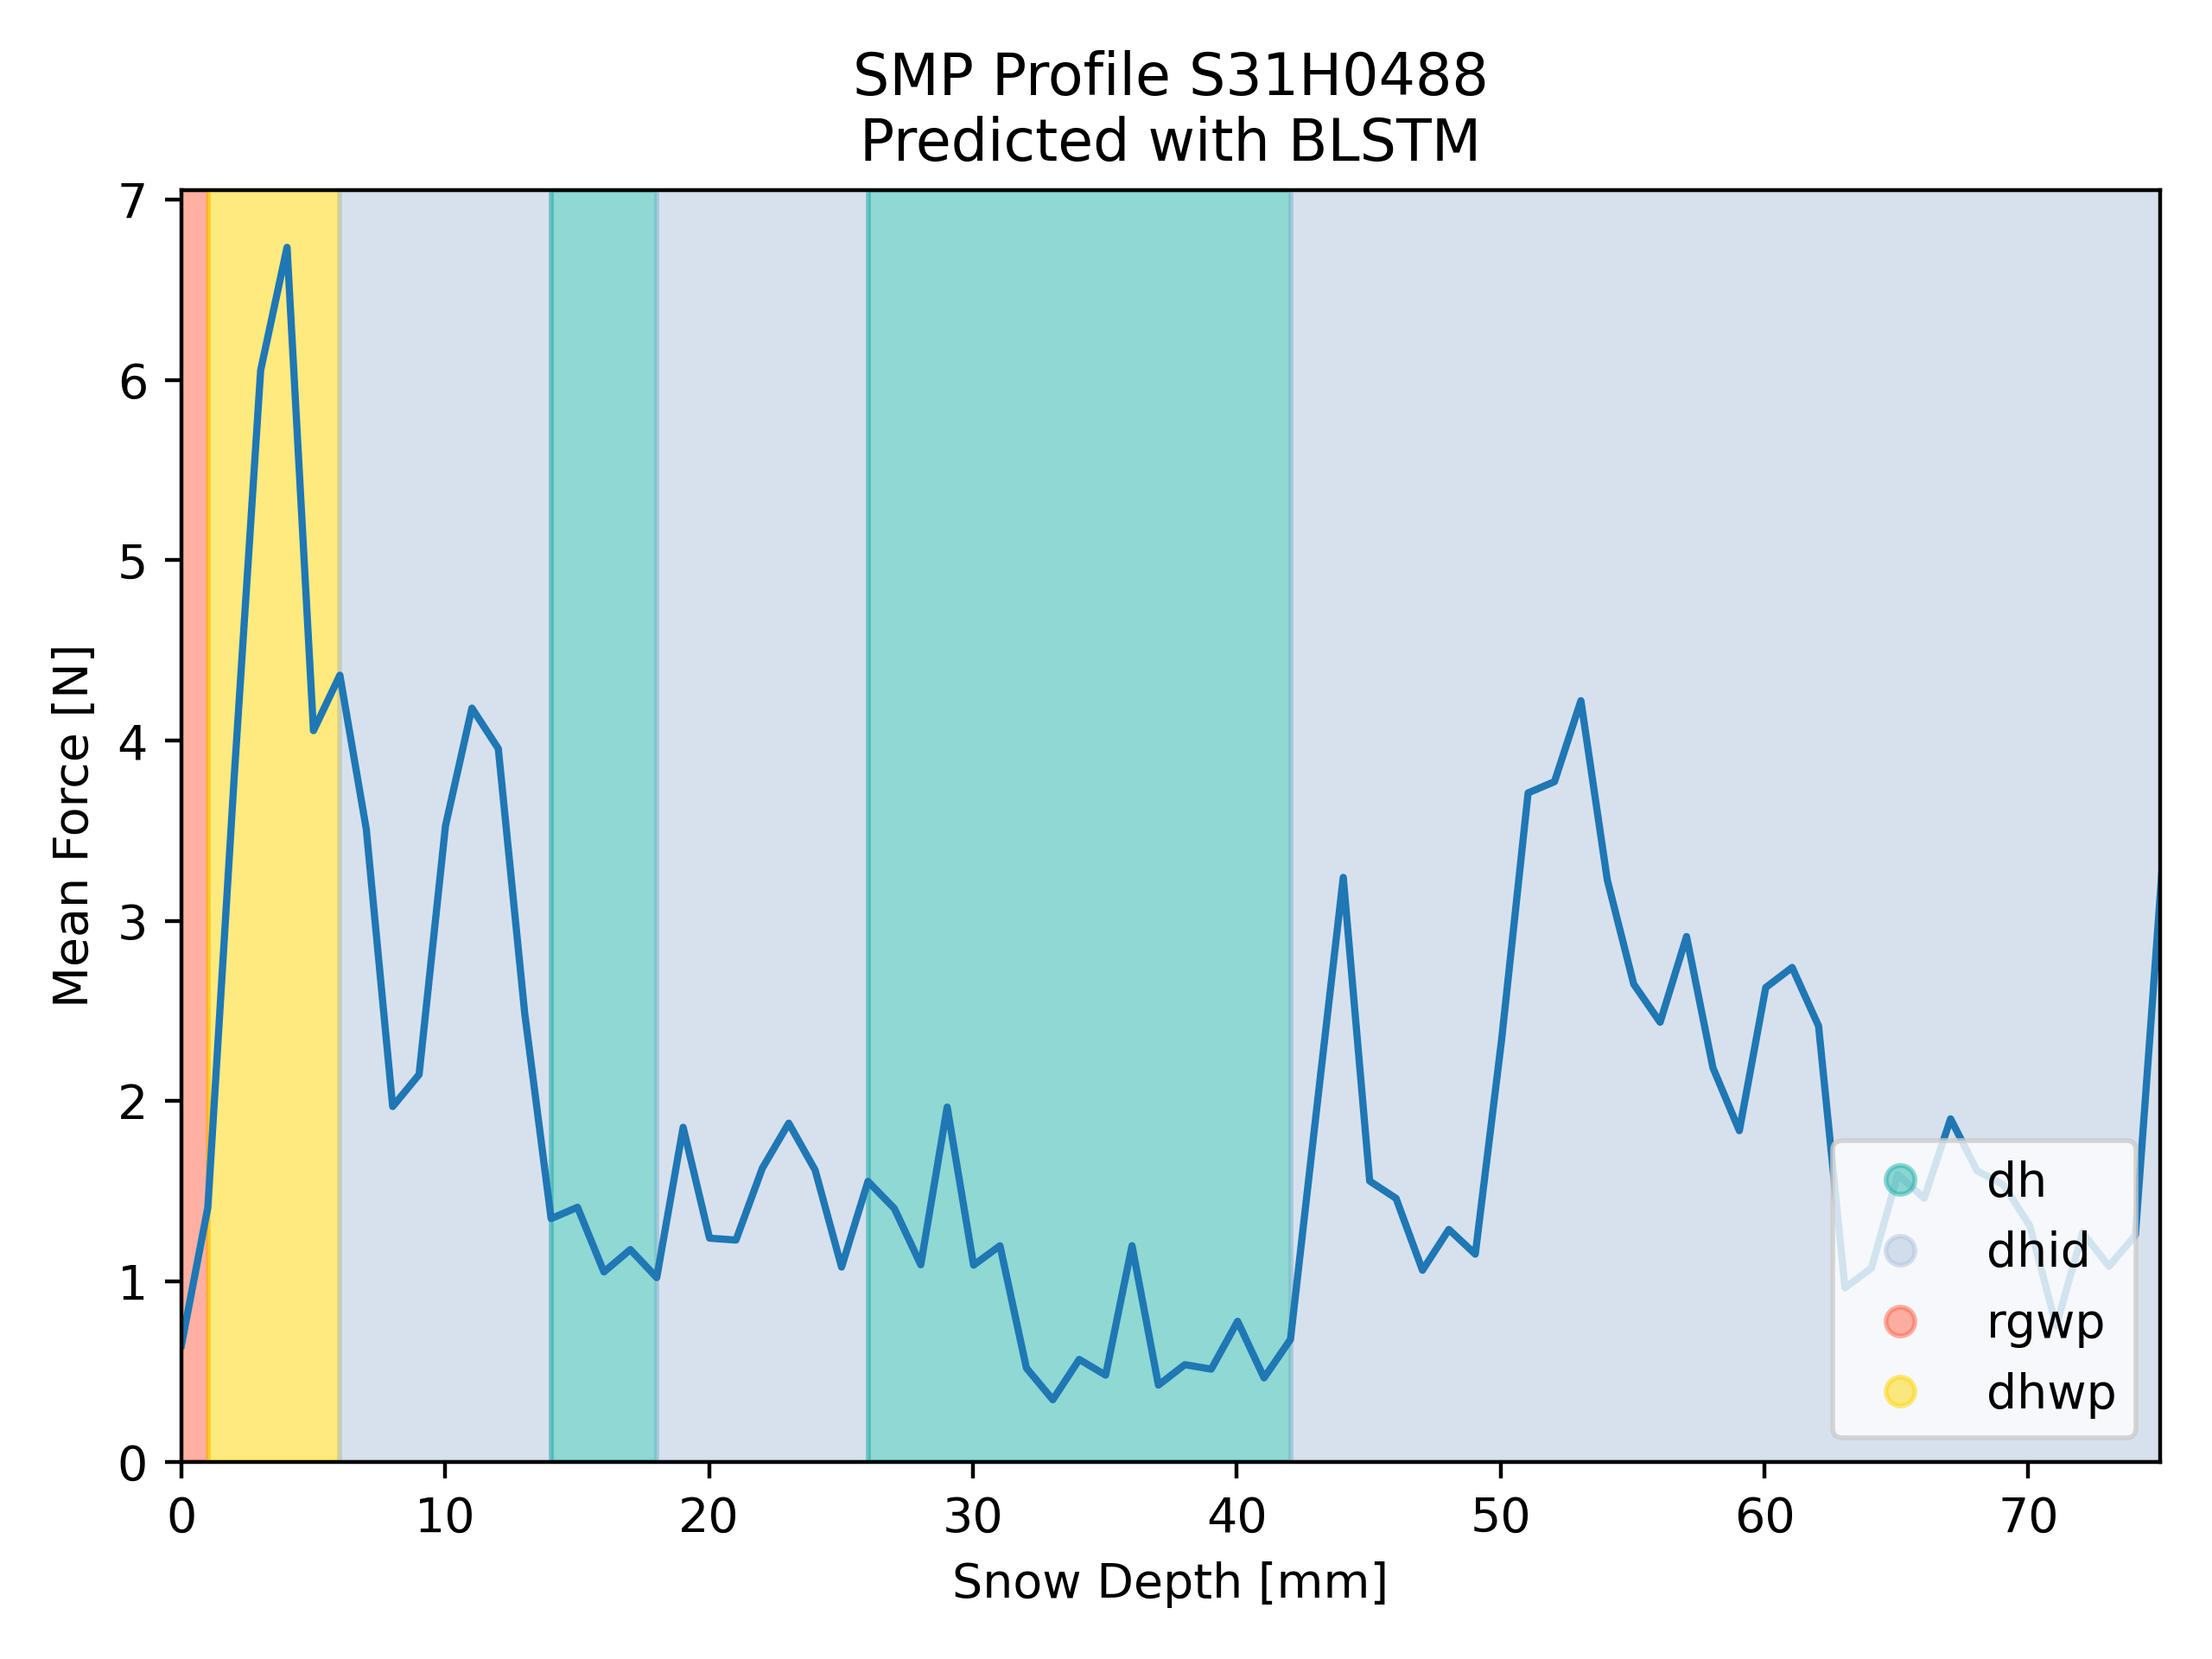 SMP Profile S31H0488
Predicted with BLSTM
Mean Force [N]
7
6
5
4
3
2
1
0
0 10 20 30 40 50 60 70
Snow Depth [mm]
dh
dhid
rgwp
dhwp